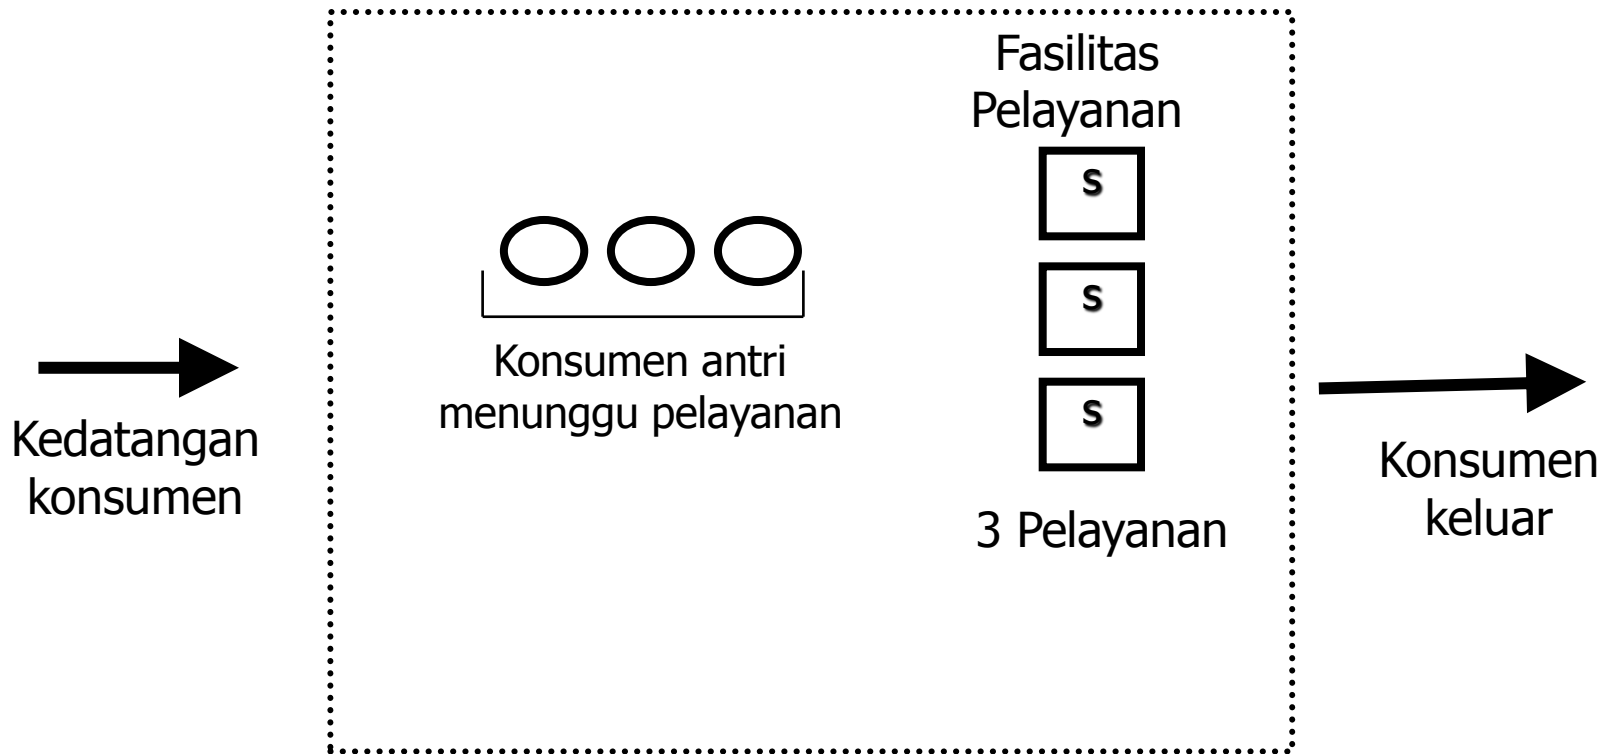 Fasilitas
Pelayanan
S
S
S
3 Pelayanan
Konsumen antri
menunggu pelayanan
Kedatangan
konsumen
Konsumen
keluar